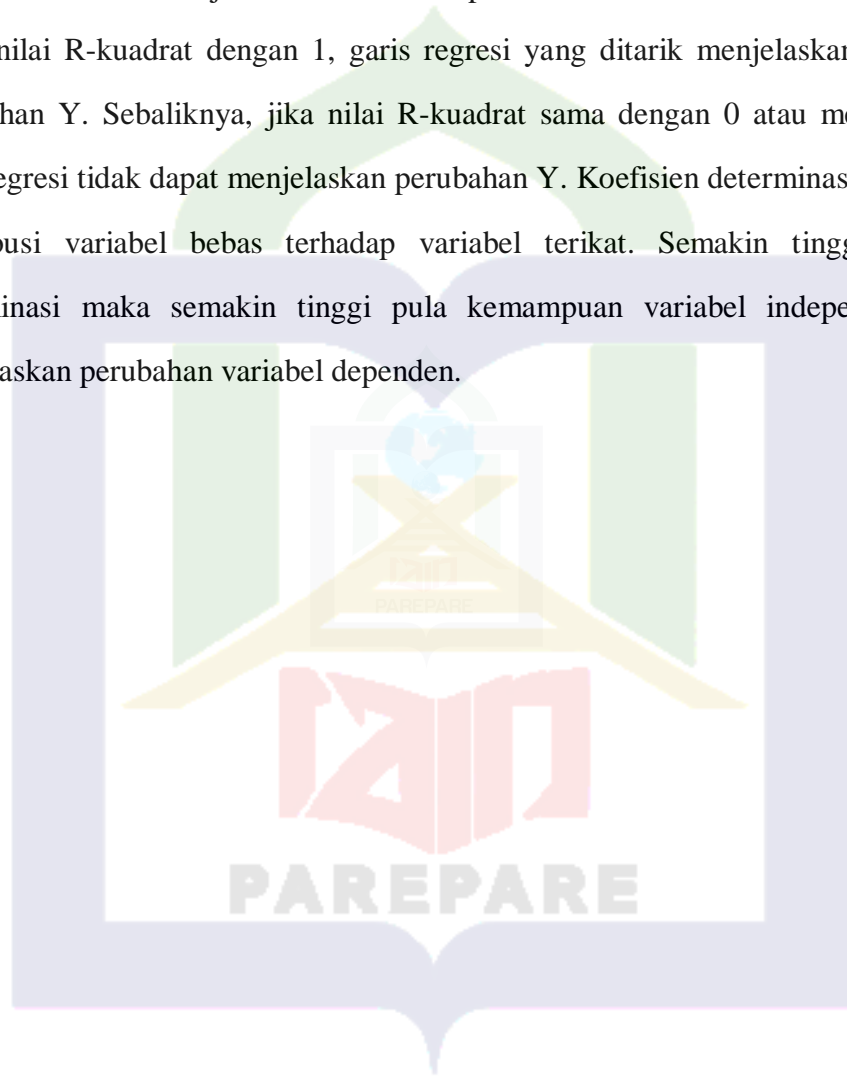 nilai R-kuadrat dengan 1, garis regresi yang ditarik menjelaskan
han Y. Sebaliknya, jika nilai R-kuadrat sama dengan 0 atau me
egresi tidak dapat menjelaskan perubahan Y. Koefisien determinas
busi variabel bebas terhadap variabel terikat. Semakin tingg
inasi maka semakin tinggi pula kemampuan variabel indepe
askan perubahan variabel dependen.
iain
PAREPARE
iain
PAREPARE